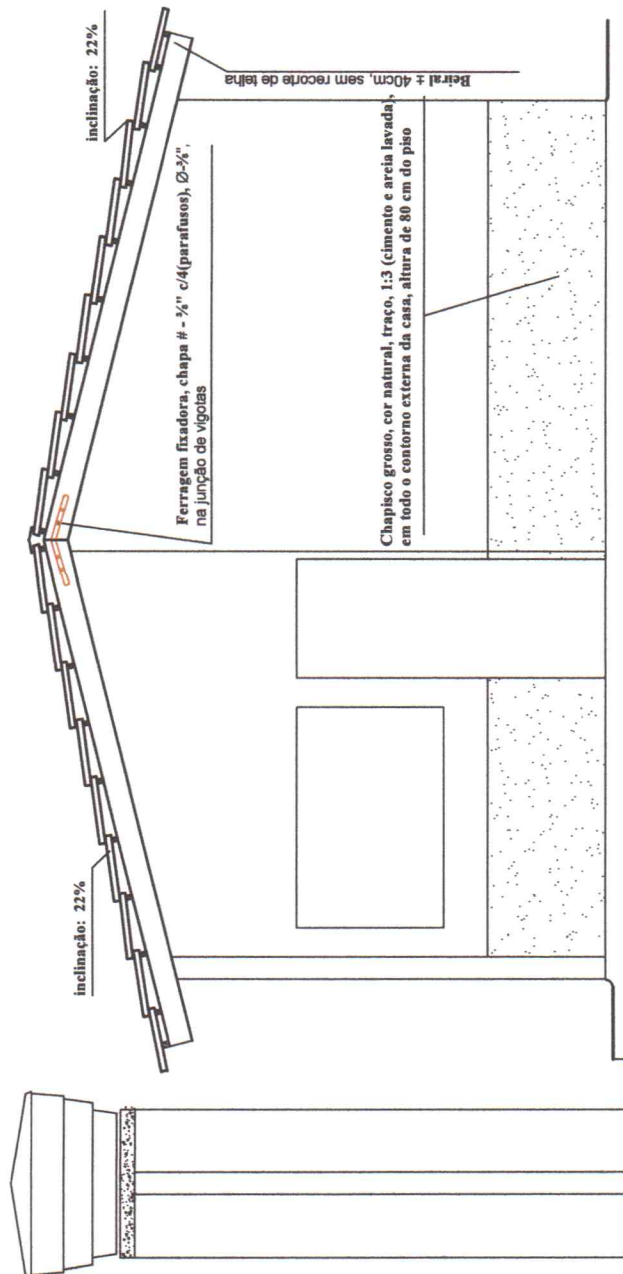 inclinação: 22%
inclinação: 22%
Ferragem fixadora, chapa # - ⅜" c/4(parafusos), Ø-⅜",
na junção de vigotas
Beiral ± 40cm, sem recorte de telha
Chapisco grosso, cor natural, traço, 1:3 (cimento e areia lavada),
em todo o contorno externa da casa, altura de 80 cm do piso